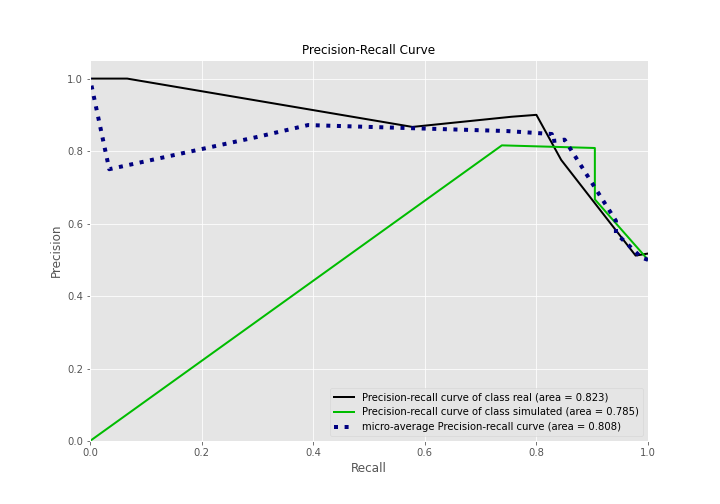 Precision-Recall Curve
1.0
0.8
0.6
0.4
0.2
0.0
Precision
0.0 0.2 0.4 0.6 0.8 1.0
Recall
Precision-recall curve of class real (area = 0.823)
Precision-recall curve of class simulated (area = 0.785)
micro-average Precision-recall curve (area = 0.808)